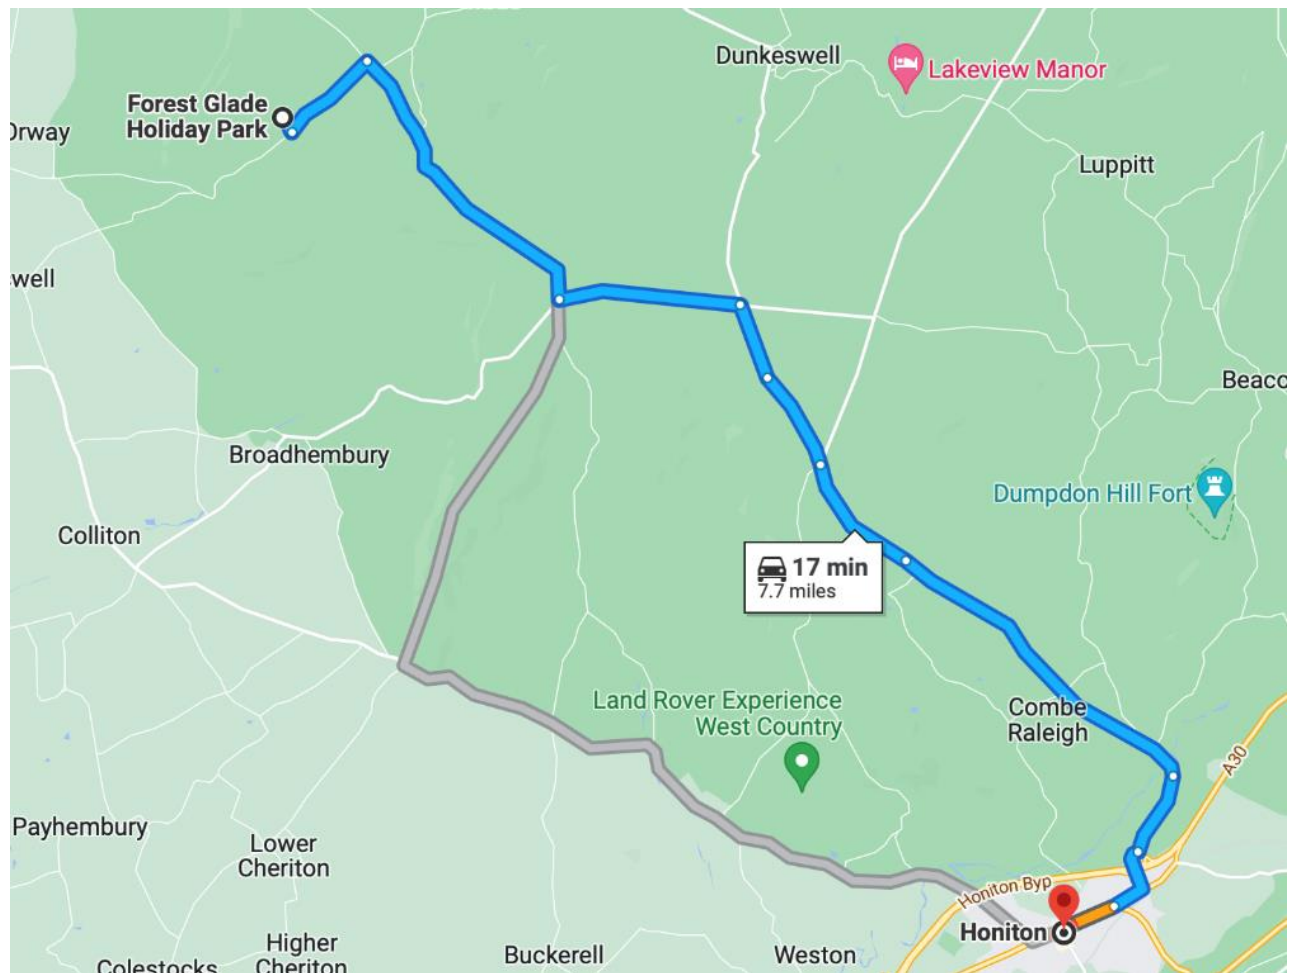 Dunkeswell
Lakeview Manor
Forest Glade
Holiday Park
Orway
Luppitt
swell
Beaco
Broadhembury
Dumpdon Hill Fort
Colliton
17 min
7.7 miles
Land Rover Experience
West Country
Combe
Raleigh
A30
Payhembury
Lower
Cheriton
Honiton Byp
Honiton
Higher
Cheriton
Buckerell
Weston
Colestocks